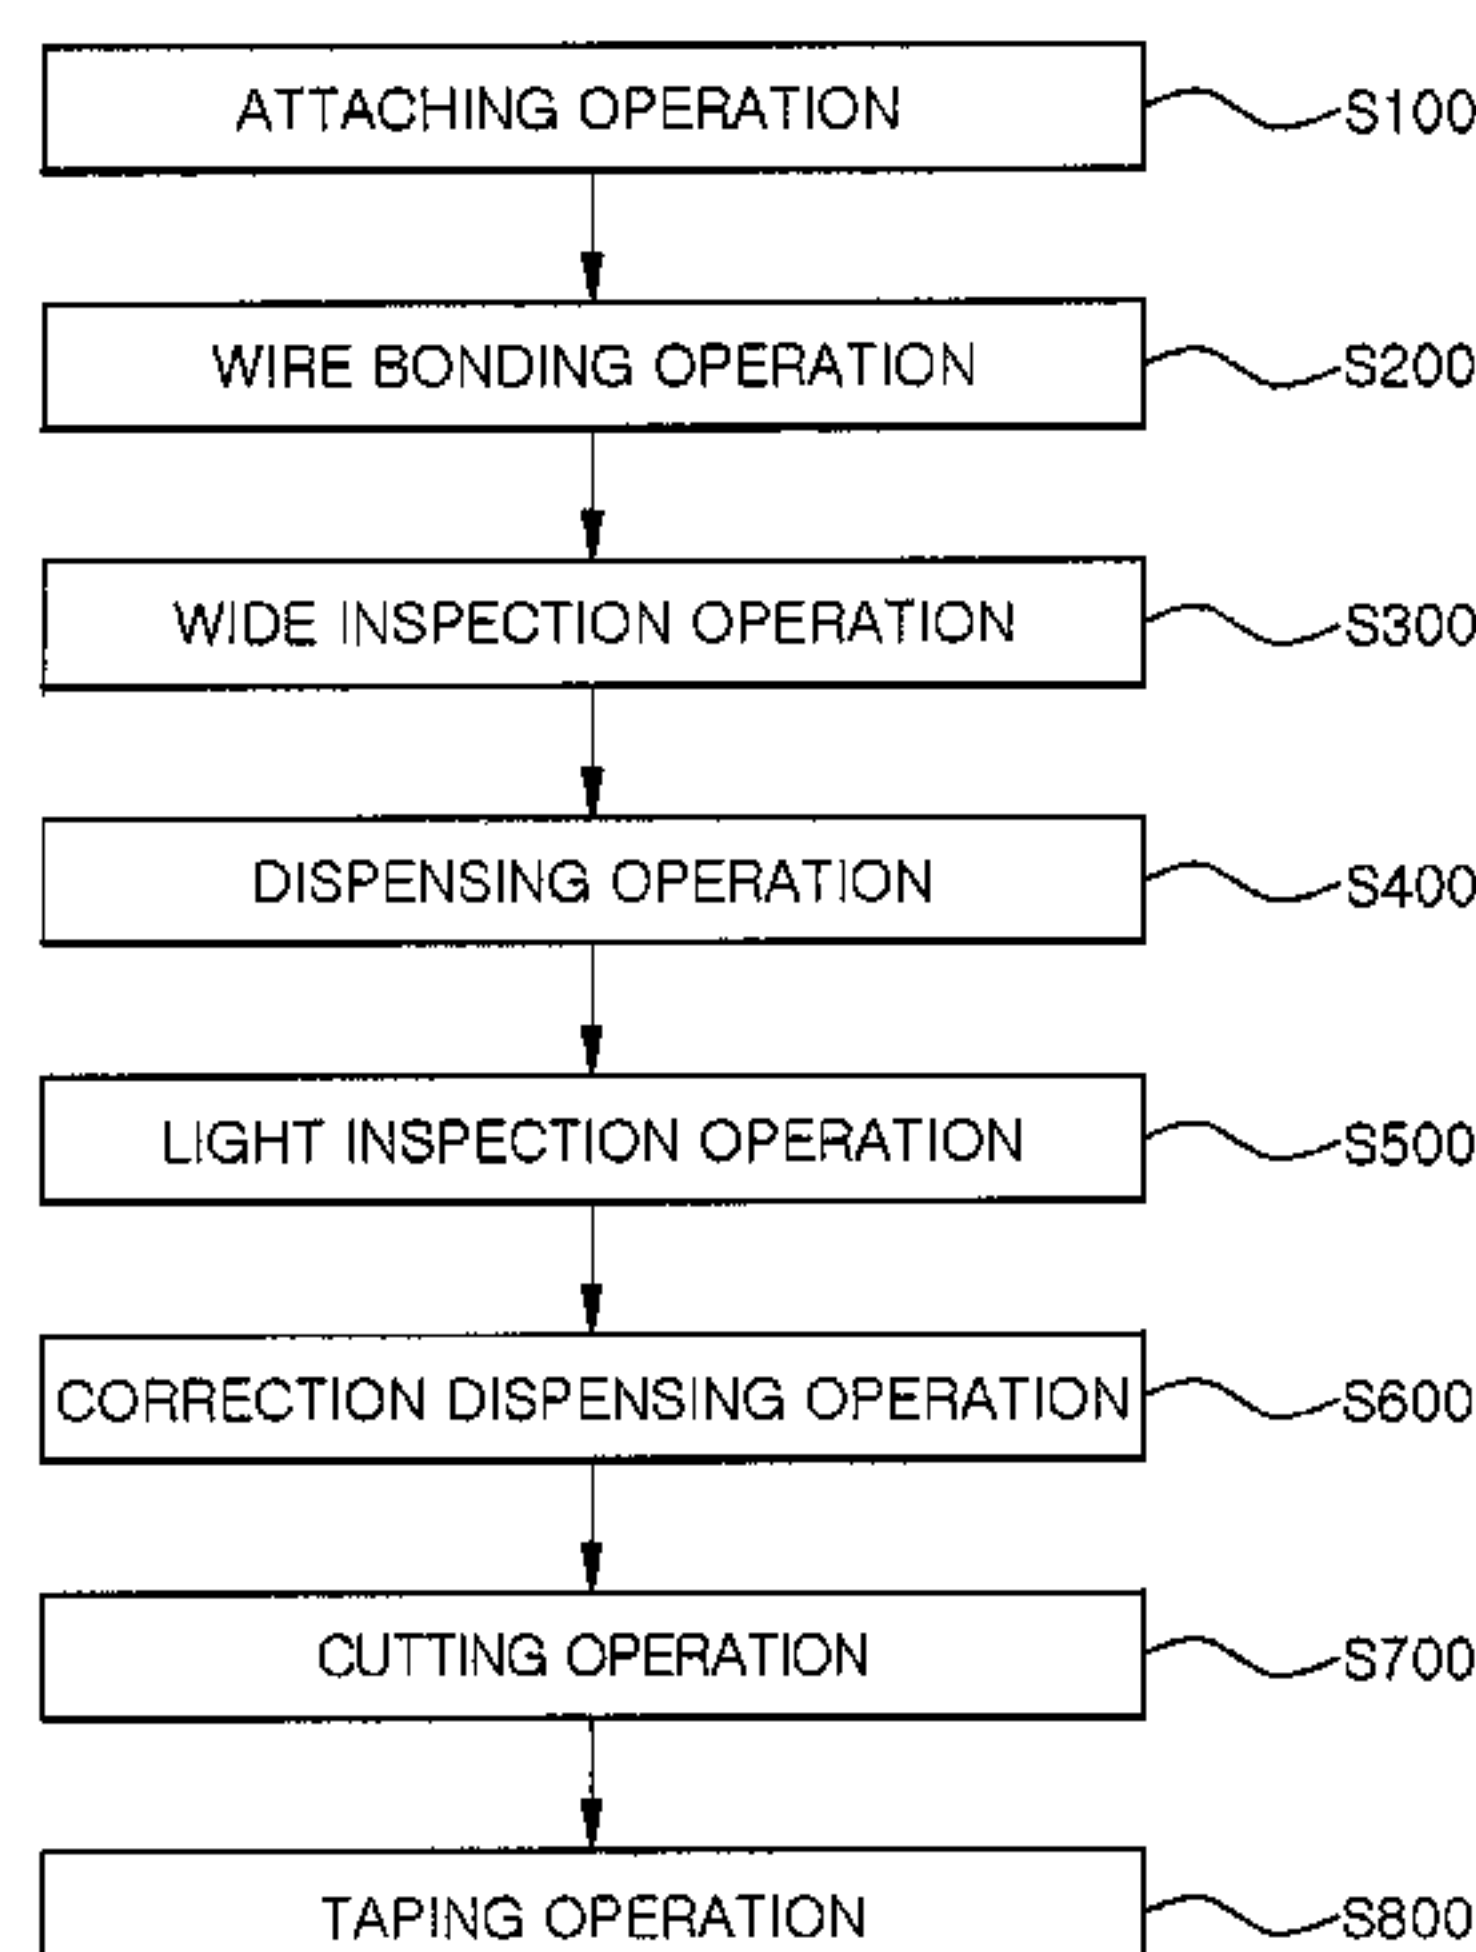 ATTACHING OPERATION S100
WIRE BONDING OPERATION S200
WIDE INSPECTION OPERATION S300
DISPENSING OPERATION S400
LIGHT INSPECTION OPERATION S500
CORRECTION DISPENSING OPERATION S600
CUTTING OPERATION S700
TAPING OPERATION S800